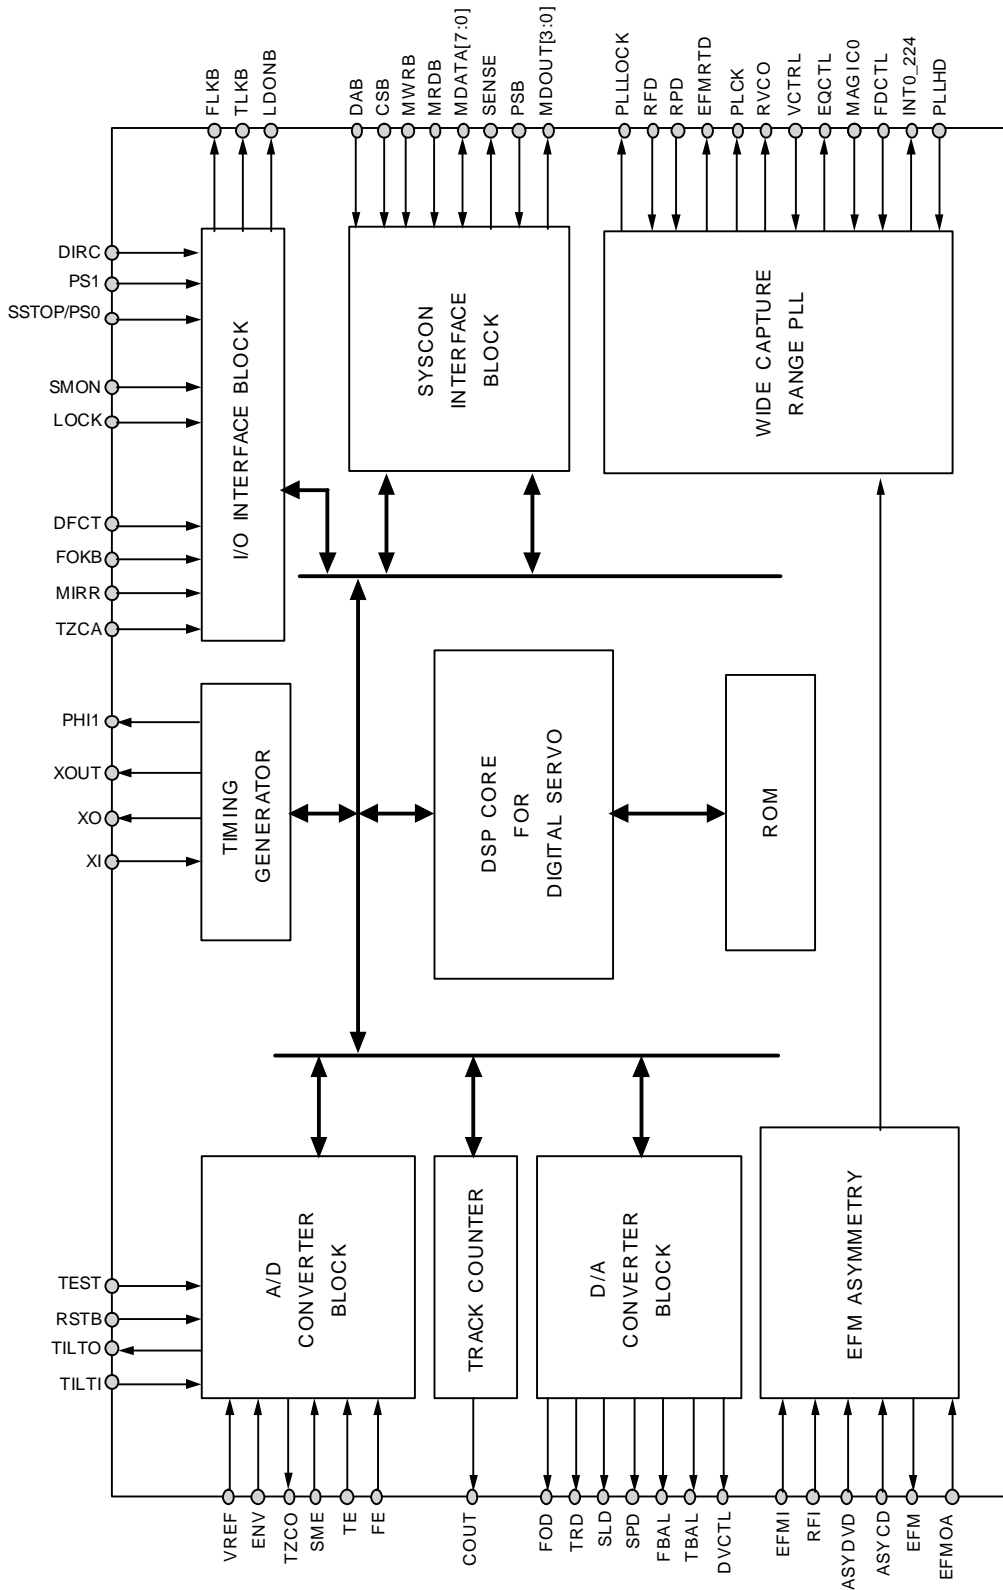 FLKB
TLKB
LDONB
DAB
CSB
MWRB
MRDB
MDATA[7:0]
SENSE
PSB
MDOUT[3:0]
PLLLOCK
RFD
RPD
EFMRTD
PLCK
RVCO
VCTRL
EQCTL
MAGIC0
FDCTL
INT0_224
PLLHD
DIRC
PS1
SSTOP/PS0
SMON
LOCK
DFCT
FOKB
MIRR
TZCA
I/O INTERFACE BLOCK
SYSCON
INTERFACE
BLOCK
WIDE CAPTURE
RANGE PLL
PHI1
XOUT
XO
XI
TIMING
GENERATOR
DSP CORE
FOR
DIGITAL SERVO
ROM
TEST
RSTB
TILTO
TILTI
A/D
CONVERTER
BLOCK
TRACK COUNTER
D/A
CONVERTER
BLOCK
EFM ASYMMETRY
VREF
ENV
TZCO
SME
TE
FE
COUT
FOD
TRD
SLD
SPD
FBAL
TBAL
DVCTL
EFMI
RFI
ASYDVD
ASYCD
EFM
EFMOA